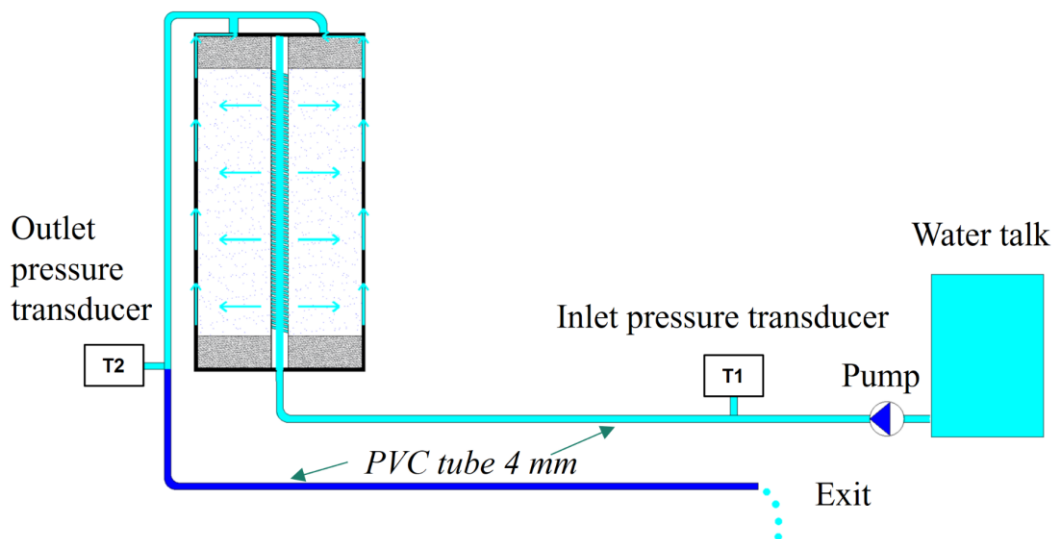 Outlet
pressure
transducer
T2
Water talk
Inlet pressure transducer
T1
Pump
PVC tube 4 mm
Exit